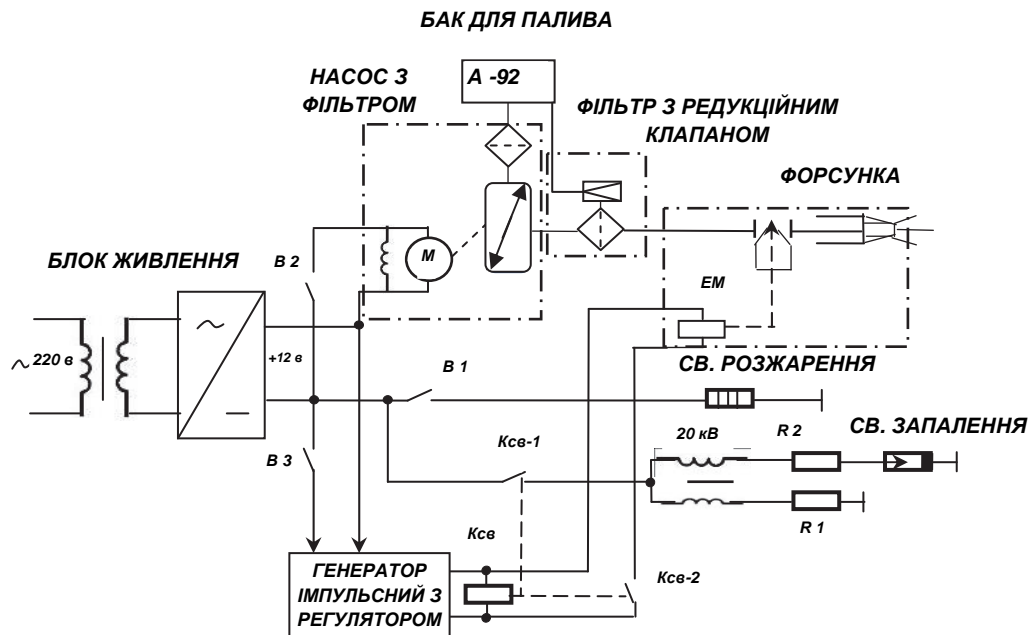 БАК ДЛЯ ПАЛИВА
НАСОС З
ФІЛЬТРОМ
А -92
ФІЛЬТР З РЕДУКЦІЙНИМ
КЛАПАНОМ
ФОРСУНКА
БЛОК ЖИВЛЕННЯ
В 2
М
ЕМ
~ 220 в
+12 в
В 1
СВ. РОЗЖАРЕННЯ
Ксв-1
20 кВ
R 2
СВ. ЗАПАЛЕННЯ
В 3
R 1
Ксв
Ксв-2
ГЕНЕРАТОР
ІМПУЛЬСНИЙ З
РЕГУЛЯТОРОМ